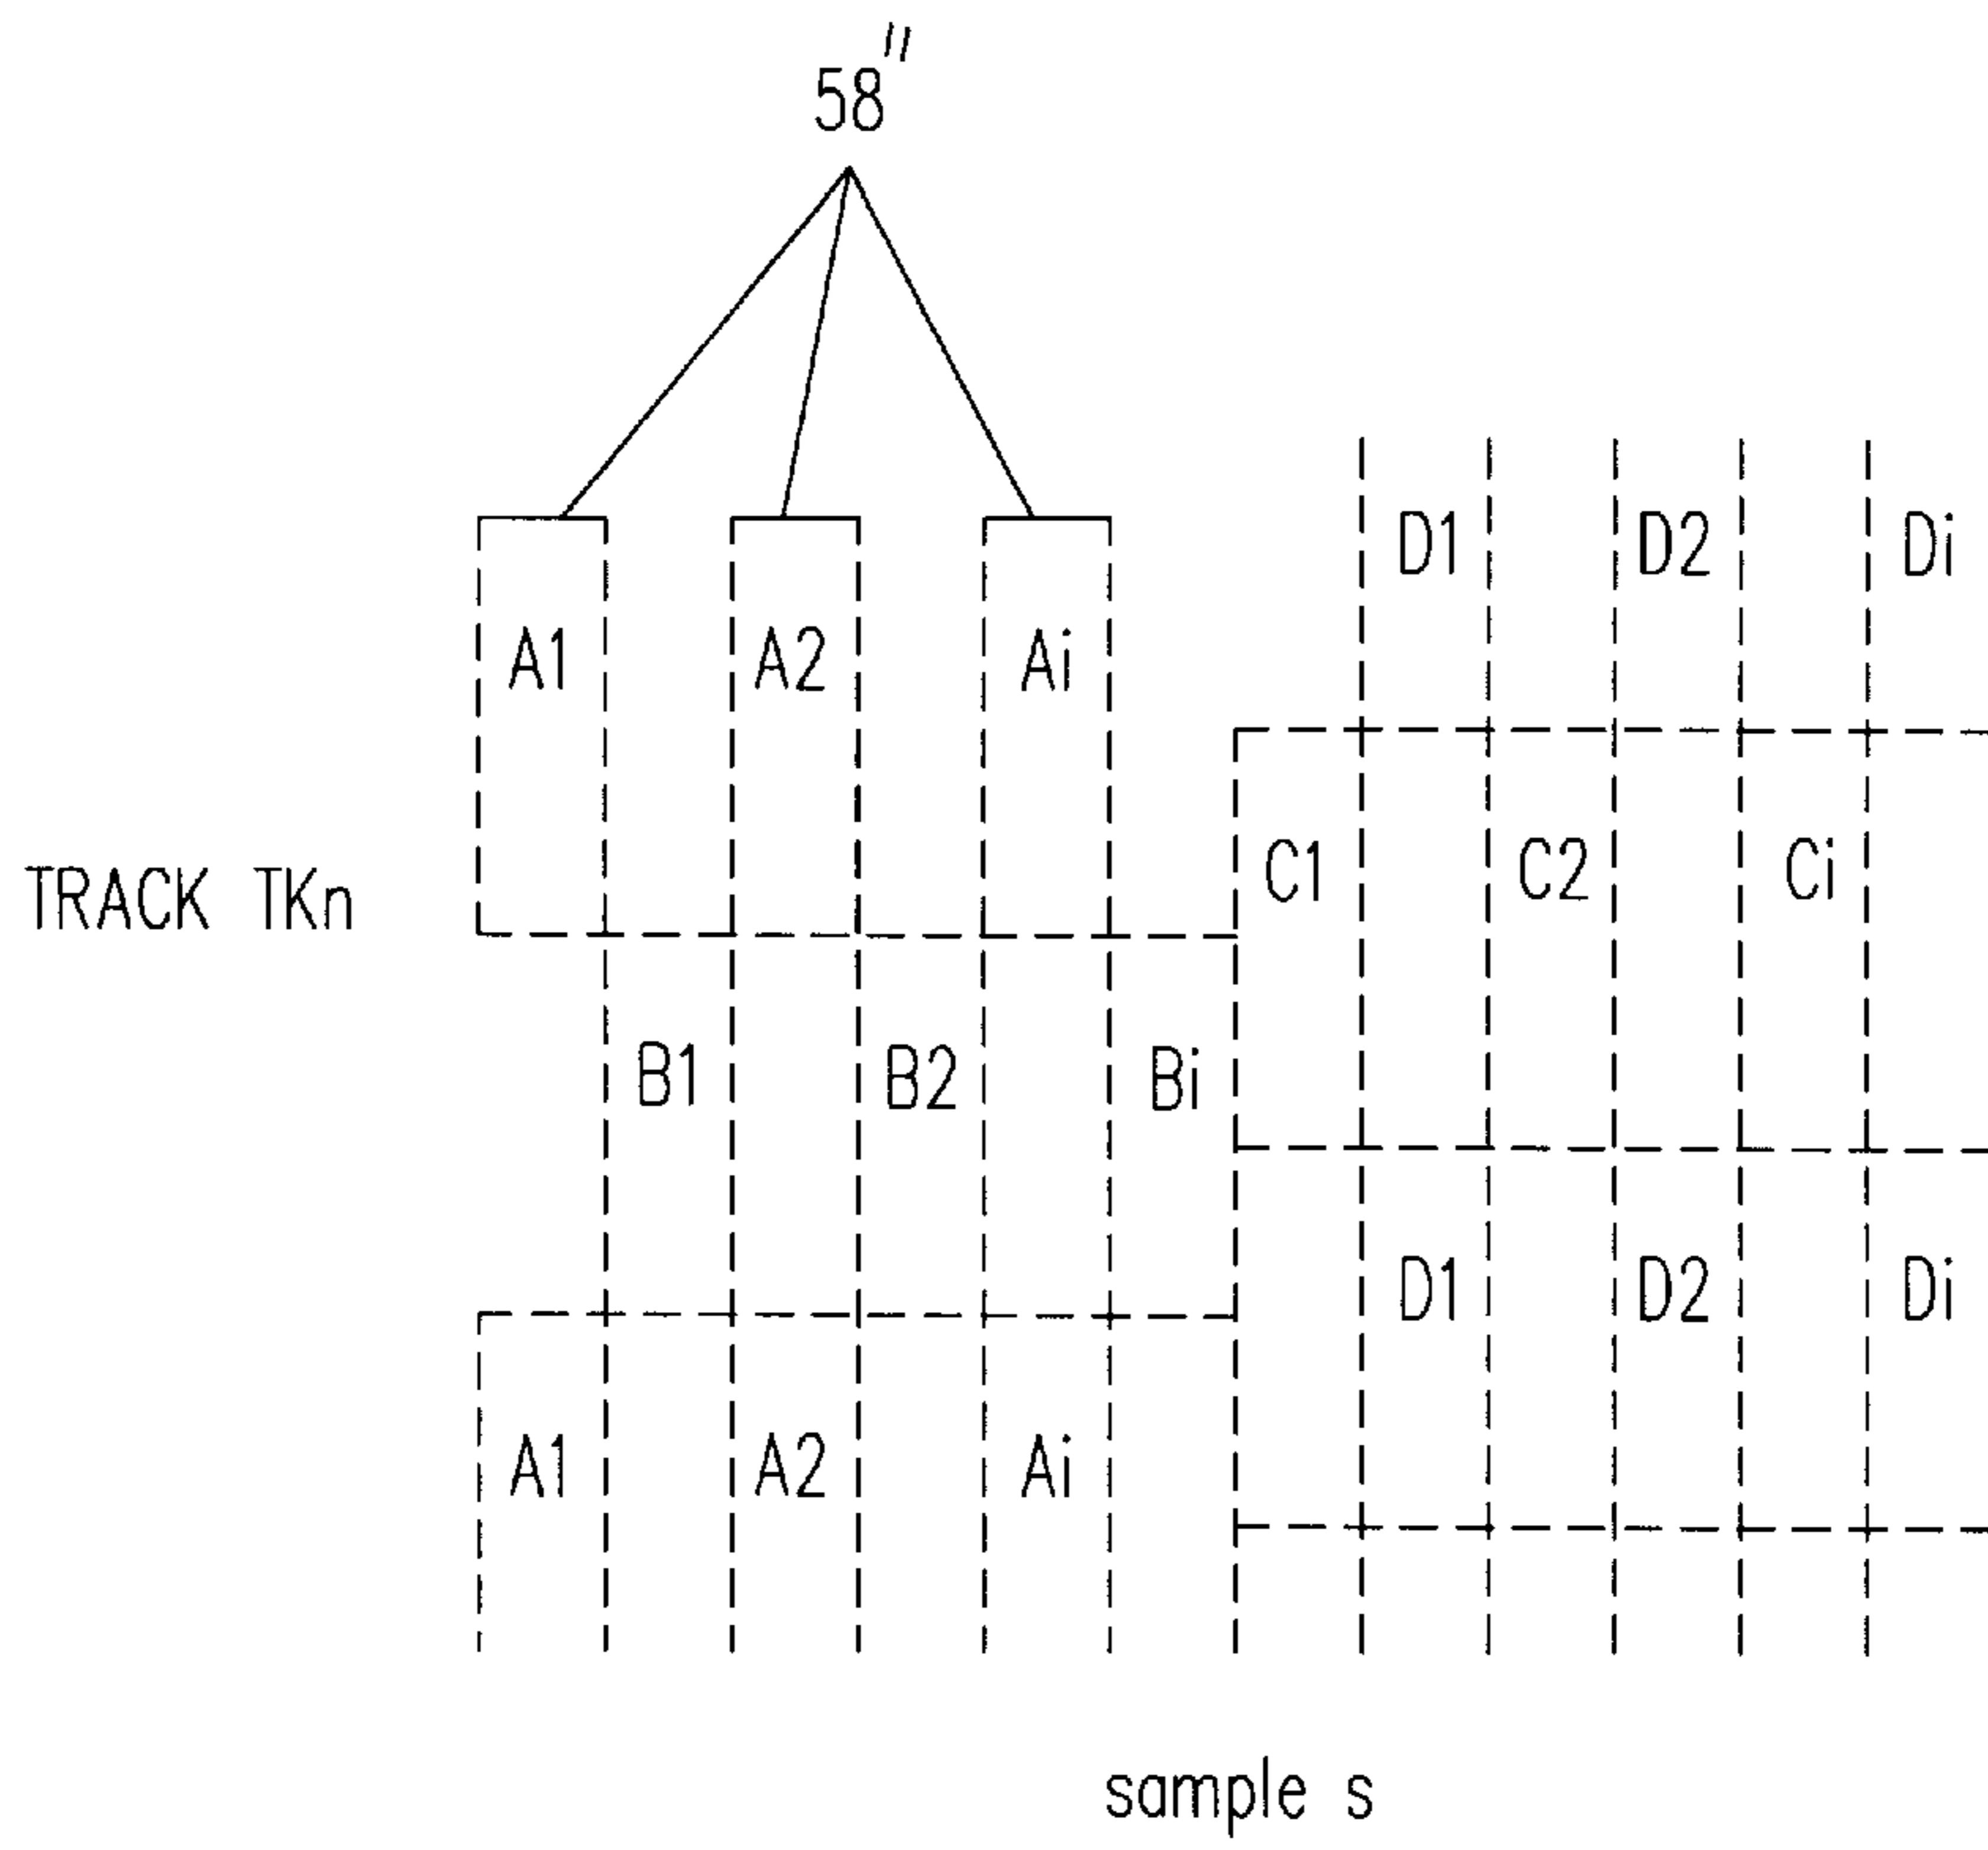 58"
D1 D2 Di
A1 A2 Ai
TRACK TKn C1 C2 Ci
B1 B2 Bi
D1 D2 Di
A1 A2 Ai
sample s